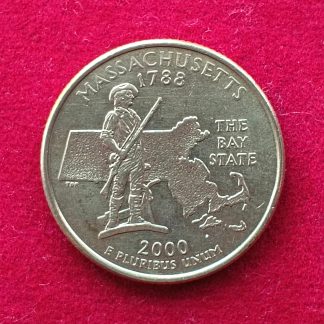 MASSACHUSETTS
1788
THE
BAY
STATE
2000
E PLURIBUS UNUM